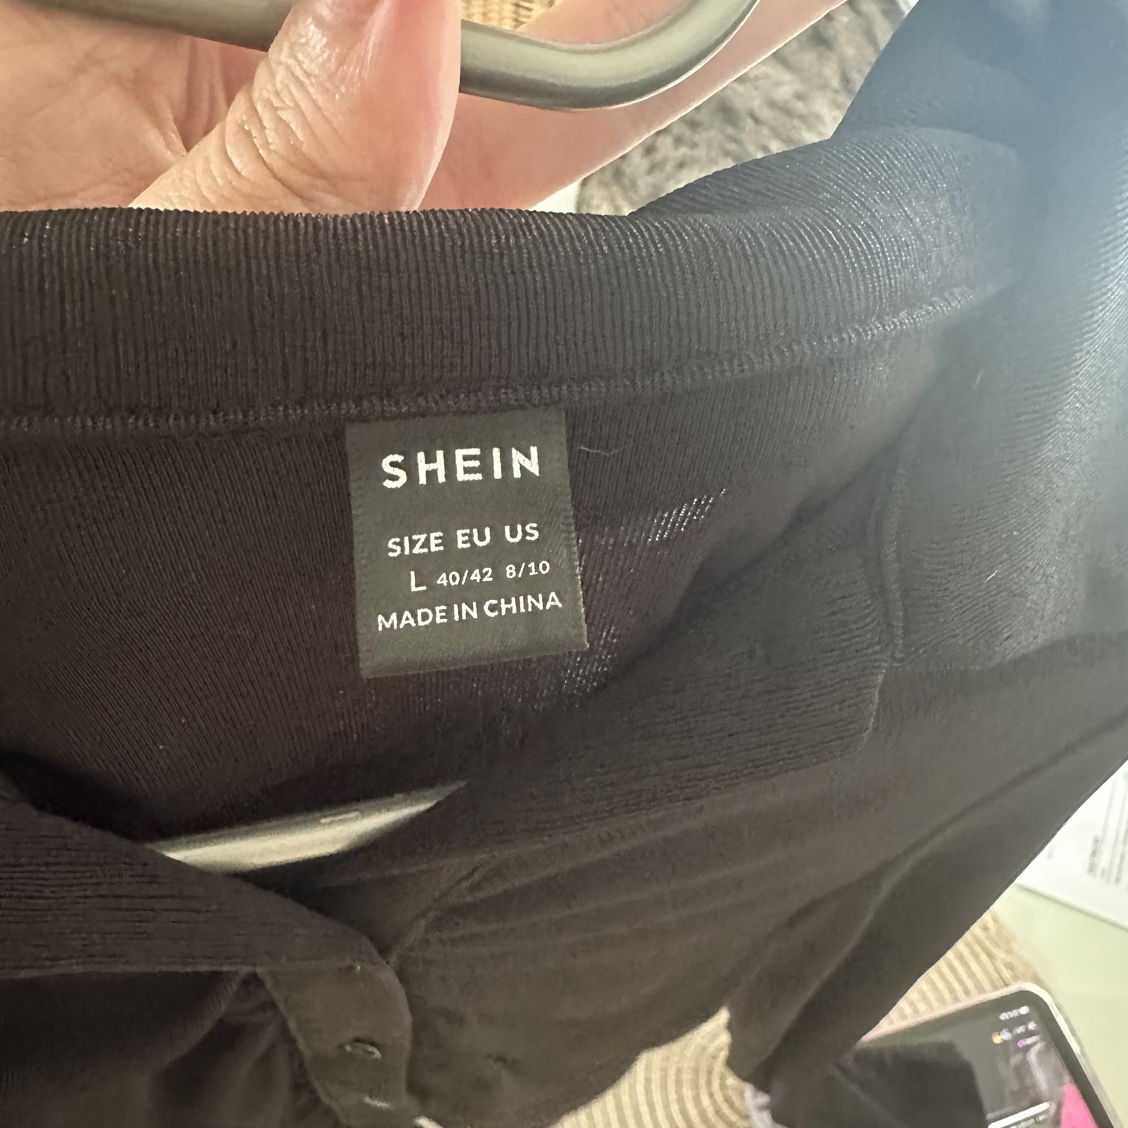 SHEIN
SIZE EU US
L 40/42 8/10
MADE IN CHINA